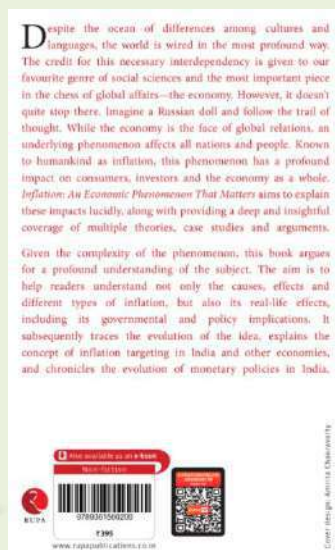 Despite the ocean of differences among cultures and
languages, the world is wired in the most profound way.
The credit for this necessary interdependency is given to our
favourite genre of social sciences and the most important piece
in the chess of global affairs—the economy. However, it doesn't
quite stop there. Imagine a Russian doll and follow the trail of
thought. While the economy is the face of global relations, an
underlying phenomenon affects all nations and people. Known
to humankind as inflation, this phenomenon has a profound
impact on consumers, investors and the economy as a whole.
Inflation: An Economic Phenomenon That Matters aims to explain
these impacts lucidly, along with providing a deep and insightful
coverage of multiple theories, case studies and arguments.
Given the complexity of the phenomenon, this book argues
for a profound understanding of the subject. The aim is to
help readers understand not only the causes, effects and
different types of inflation, but also its real-life effects,
including its governmental and policy implications. It
subsequently traces the evolution of the idea, explains the
concept of inflation targeting in India and other economies,
and chronicles the evolution of monetary policies in India.
Also available as an e-book
Non-fiction
9789361560200
₹395
RUPA
www.rupapublications.co.in
Cover design: Amrita Chakravorty